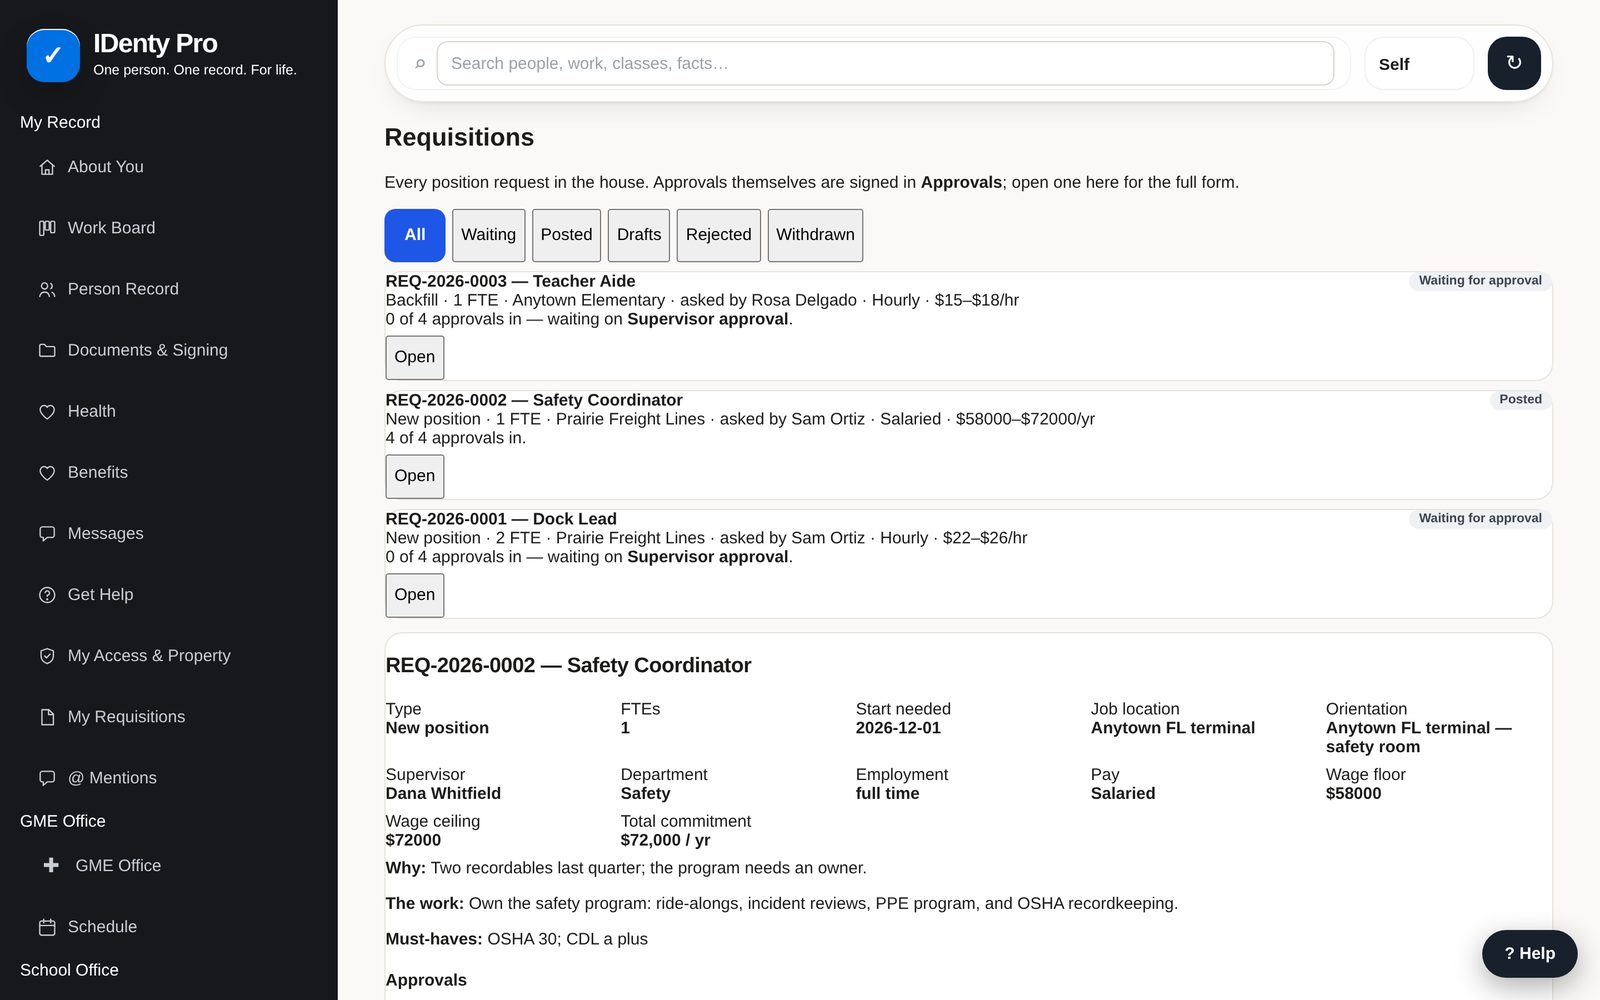 IDenty Pro
One person. One record. For life.
My Record
About You
Work Board
Person Record
Documents & Signing
Health
Benefits
Messages
Get Help
My Access & Property
My Requisitions
@ Mentions
GME Office
GME Office
Schedule
School Office
Search people, work, classes, facts…
Self
Requisitions
Every position request in the house. Approvals themselves are signed in Approvals; open one here for the full form.
All Waiting Posted Drafts Rejected Withdrawn
REQ-2026-0003 — Teacher Aide Waiting for approval
Backfill · 1 FTE · Anytown Elementary · asked by Rosa Delgado · Hourly · $15–$18/hr
0 of 4 approvals in — waiting on Supervisor approval.
Open
REQ-2026-0002 — Safety Coordinator Posted
New position · 1 FTE · Prairie Freight Lines · asked by Sam Ortiz · Salaried · $58000–$72000/yr
4 of 4 approvals in.
Open
REQ-2026-0001 — Dock Lead Waiting for approval
New position · 2 FTE · Prairie Freight Lines · asked by Sam Ortiz · Hourly · $22–$26/hr
0 of 4 approvals in — waiting on Supervisor approval.
Open
REQ-2026-0002 — Safety Coordinator
Type FTEs Start needed Job location Orientation
New position 1 2026-12-01 Anytown FL terminal Anytown FL terminal —
safety room
Supervisor Department Employment Pay Wage floor
Dana Whitfield Safety full time Salaried $58000
Wage ceiling Total commitment
$72000 $72,000 / yr
Why: Two recordables last quarter; the program needs an owner.
The work: Own the safety program: ride-alongs, incident reviews, PPE program, and OSHA recordkeeping.
Must-haves: OSHA 30; CDL a plus
Approvals
? Help